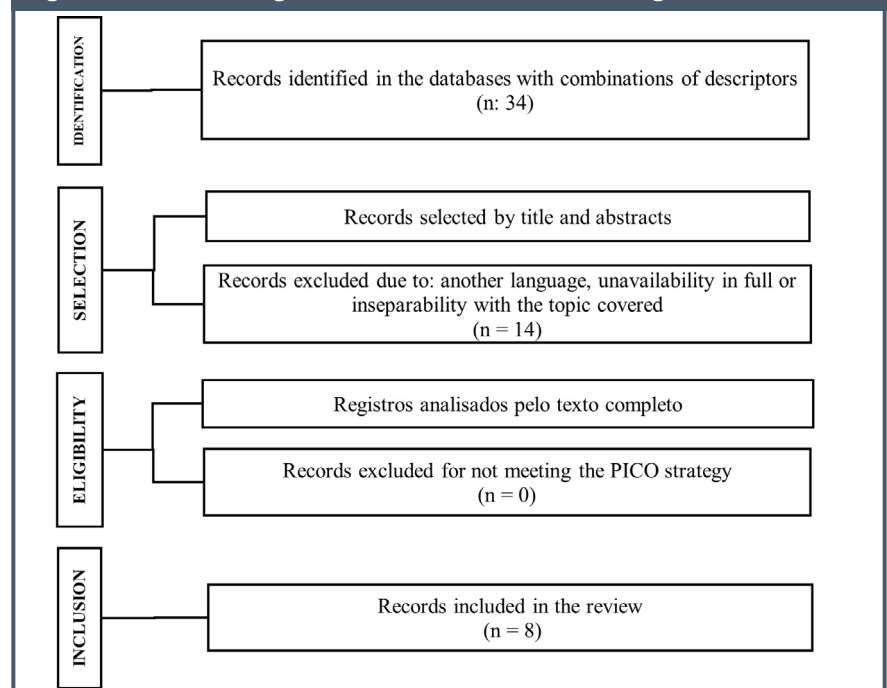 IDENTIFICATION
Records identified in the databases with combinations of descriptors
(n: 34)
SELECTION
Records selected by title and abstracts
Records excluded due to: another language, unavailability in full or
inseparability with the topic covered
(n = 14)
ELIGIBILITY
Registros analisados pelo texto completo
Records excluded for not meeting the PICO strategy
(n = 0)
INCLUSION
Records included in the review
(n = 8)